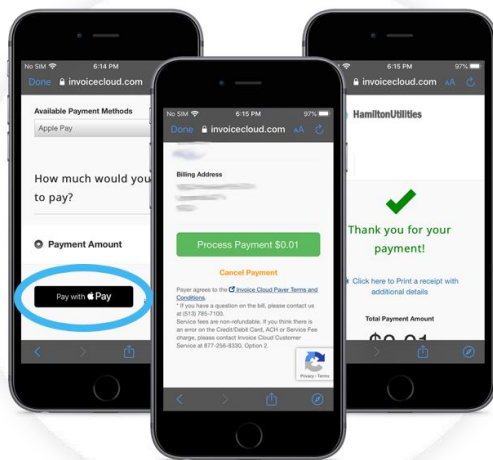 No SIM 6:14 PM
Done invoicecloud.com
Available Payment Methods
Apple Pay
How much would you
to pay?
Payment Amount
Pay with Pay
No SIM 6:15 PM 97%
Done invoicecloud.com AA
Billing Address
Process Payment $0.01
Cancel Payment
Payer agrees to the Invoice Cloud Payer Terms and
Conditions.
* If you have a question on the bill, please contact us
at (513) 785-7100.
Service fees are non-refundable. If you think there is
an error on the Credit/Debit Card, ACH or Service Fee
charge, please contact Invoice Cloud Customer
Service at 877-256-8330, Option 2.
Privacy - Terms
6:15 PM 97%
invoicecloud.com AA
HamiltonUtilities
Thank you for your
payment!
Click here to Print a receipt with
additional details
Total Payment Amount
$0.01